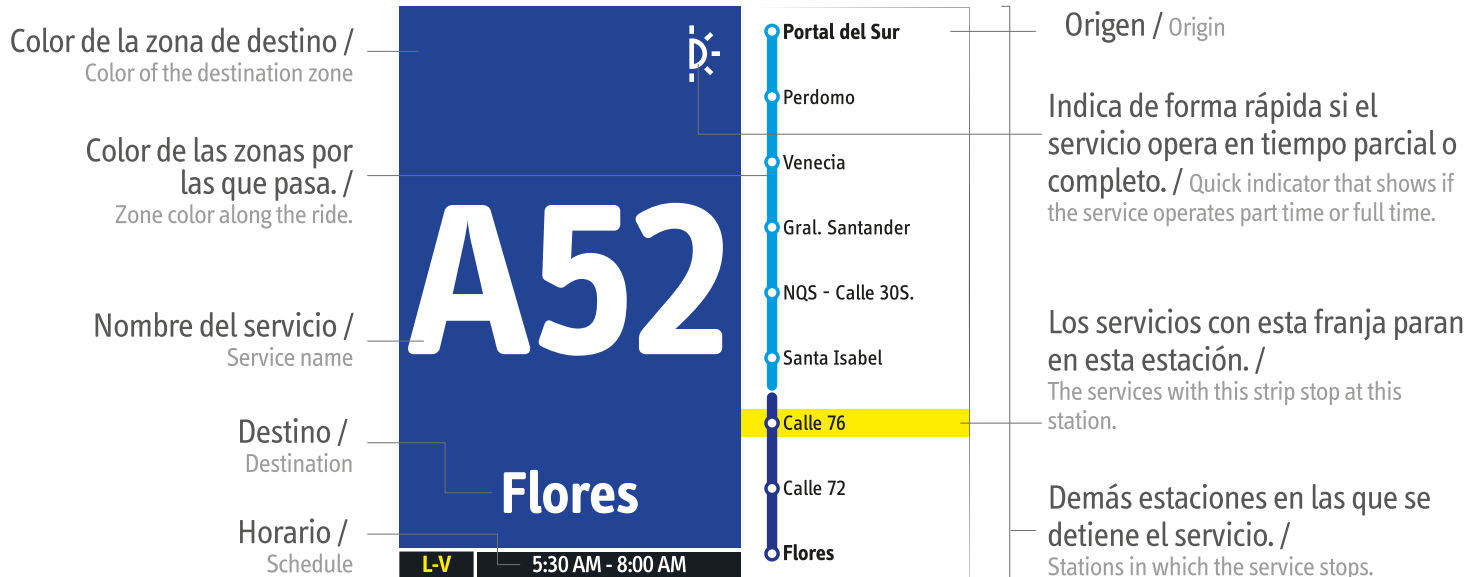 Color de la zona de destino /
Color of the destination zone
Color de las zonas por
las que pasa. /
Zone color along the ride.
Nombre del servicio /
Service name
Destino /
Destination
Horario /
Schedule
A52
Flores
L-V
5:30 AM - 8:00 AM
Portal del Sur
Perdomo
Venecia
Gral. Santander
NQS - Calle 30S.
Santa Isabel
Calle 76
Calle 72
Flores
Origen / Origin
Indica de forma rápida si el
servicio opera en tiempo parcial o
completo. / Quick indicator that shows if
the service operates part time or full time.
Los servicios con esta franja paran
en esta estación. /
The services with this strip stop at this
station.
Demás estaciones en las que se
detiene el servicio. /
Stations in which the service stops.